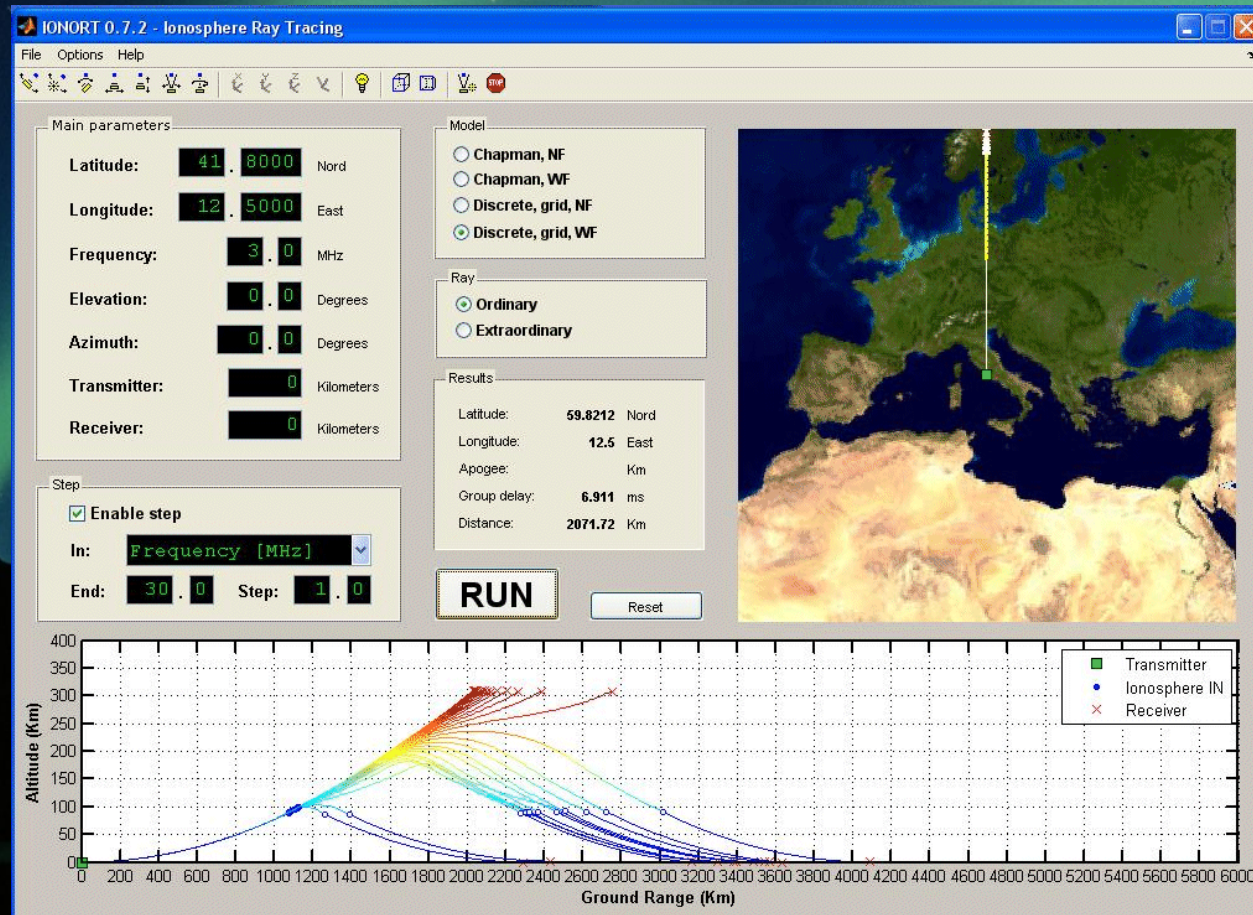 IONORT 0.7.2 - Ionosphere Ray Tracing
File Options Help
STOP
Main parameters
Latitude: 41 . 8000 Nord
Longitude: 12 . 5000 East
Frequency: 3 . 0 MHz
Elevation: 0 . 0 Degrees
Azimuth: 0 . 0 Degrees
Transmitter: 0 Kilometers
Receiver: 0 Kilometers
Step
Enable step
In: Frequency [MHz]
End: 30 . 0 Step: 1 . 0
Model
Chapman, NF
Chapman, WF
Discrete, grid, NF
Discrete, grid, WF
Ray
Ordinary
Extraordinary
Results
Latitude: 59.8212 Nord
Longitude: 12.5 East
Apogee: Km
Group delay: 6.911 ms
Distance: 2071.72 Km
RUN
Reset
Altitude (Km)
400
350
300
250
200
150
100
50
0
Transmitter
Ionosphere IN
Receiver
0 200 400 600 800 1000 1200 1400 1600 1800 2000 2200 2400 2600 2800 3000 3200 3400 3600 3800 4000 4200 4400 4600 4800 5000 5200 5400 5600 5800 6000
Ground Range (Km)